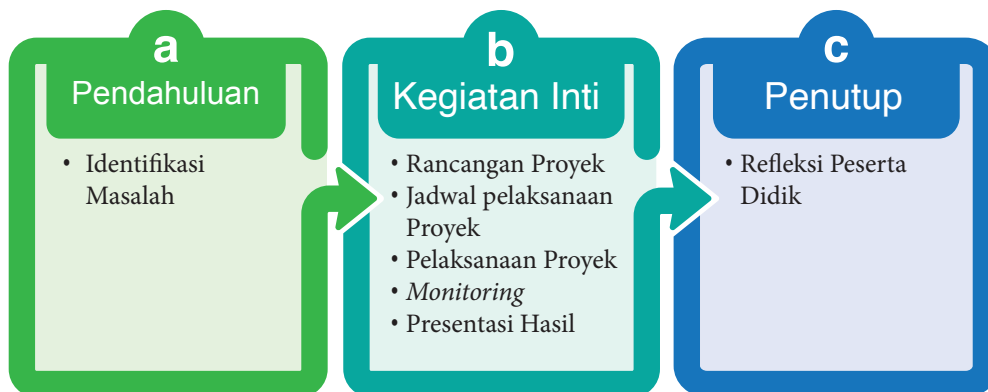 a
Pendahuluan
• Identifikasi
Masalah
b
Kegiatan Inti
• Rancangan Proyek
• Jadwal pelaksanaan
Proyek
• Pelaksanaan Proyek
• Monitoring
• Presentasi Hasil
c
Penutup
• Refleksi Peserta
Didik